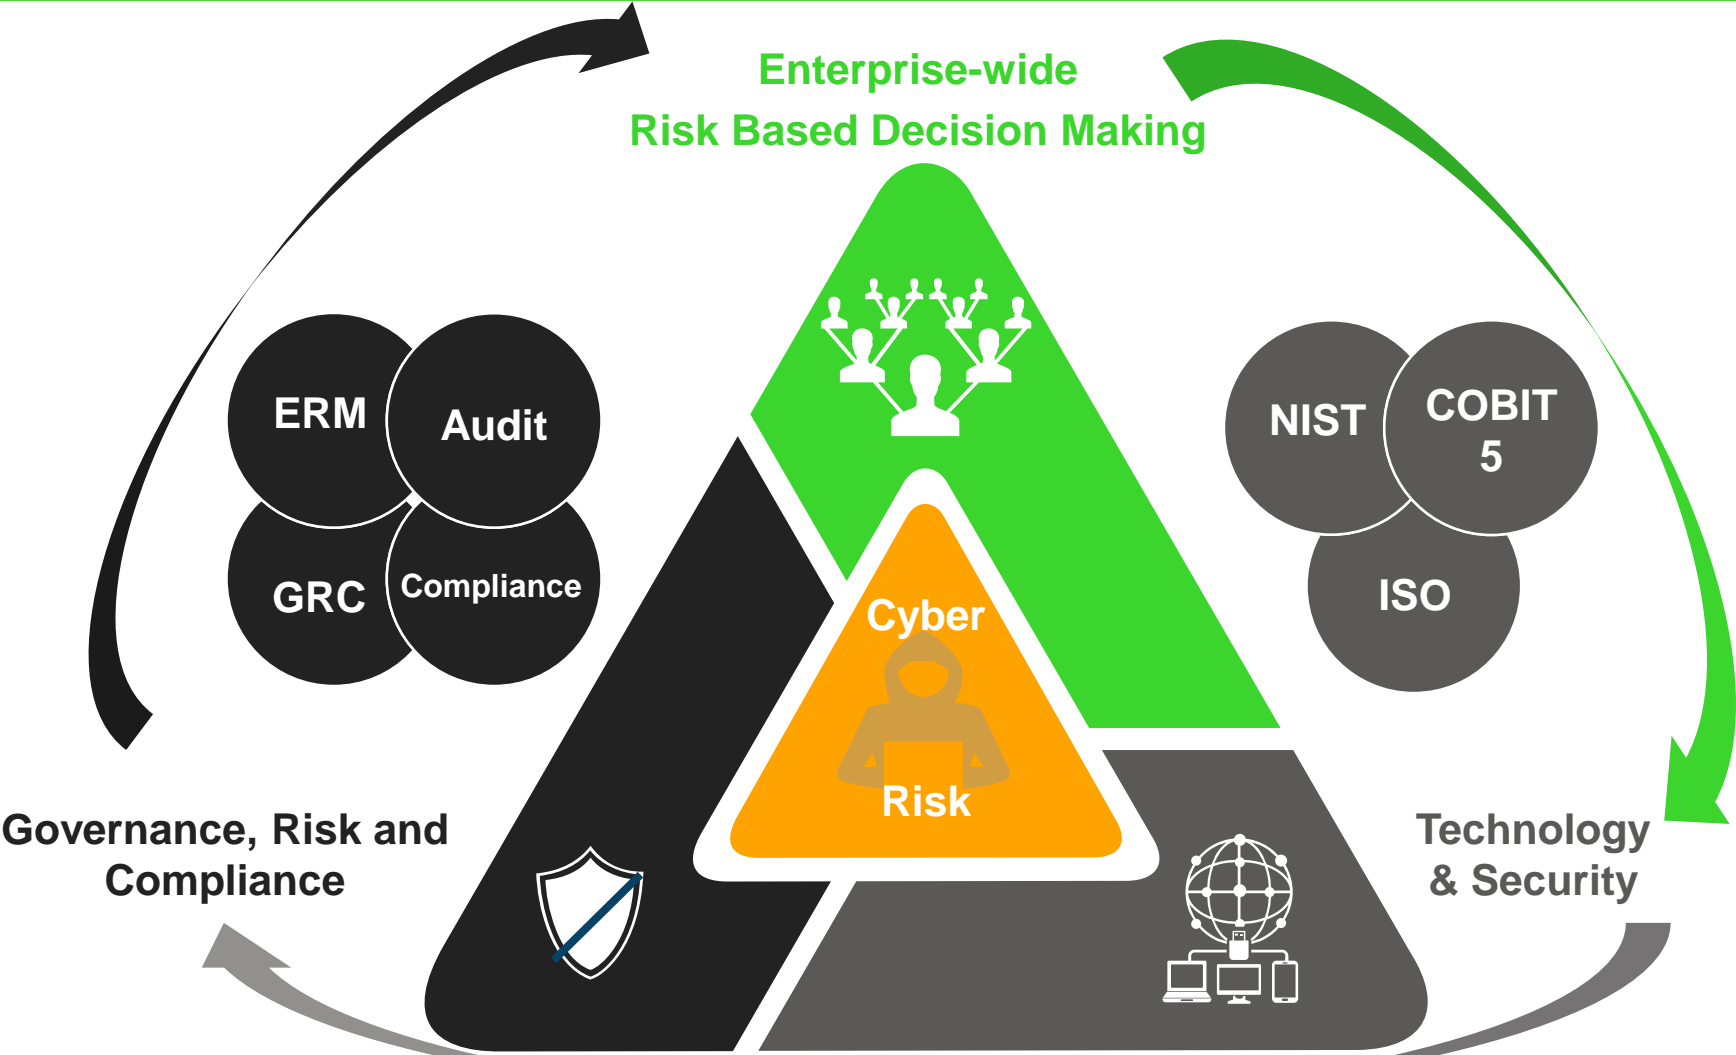 Enterprise-wide
Risk Based Decision Making
ERM
Audit
GRC
Compliance
NIST
COBIT
5
ISO
Cyber
Risk
Governance, Risk and
Compliance
Technology
& Security